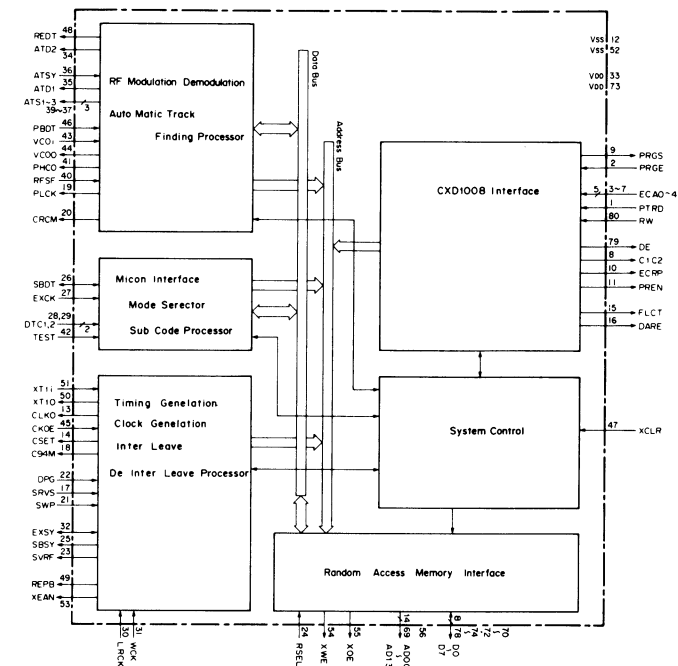 REDT 48
ATD2 34
ATSY 36
ATD1 35
ATS1~3 39~37 3
PBDT 46
VCOi 43
VCOO 44
PHCO 41
RFSF 40
PLCK 19
CRCM 20
RF Modulation Demodulation
Auto Matic Track
Finding Processor
Data Bus
Address Bus
VSS 12
VSS 52
VDD 33
VDD 73
CXD1008 Interface
9 PRGS
2 PRGE
5 3~7 ECA0~4
1 PTRD
80 RW
79 DE
8 C1C2
10 ECRP
11 PREN
15 FLCT
16 DARE
SBDT 26
EXCK 27
DTC1,2 28,29 2
TEST 42
Micon Interface
Mode Serector
Sub Code Processor
XT1i 51
XT1O 50
CLKO 13
CKOE 45
CSET 14
C94M 18
DPG 22
SRVS 17
SWP 21
EXSY 32
SBSY 25
SVRF 23
REPB 49
XEAN 53
Timing Genelation
Clock Genelation
Inter Leave
De Inter Leave Processor
System Control
47 XCLR
Random Access Memory Interface
30 LRCK
31 WCK
24 RSEL
54 XWE
55 XOE
14 69 56
AD00
AD13
8 78 74 72 70
D0
D7